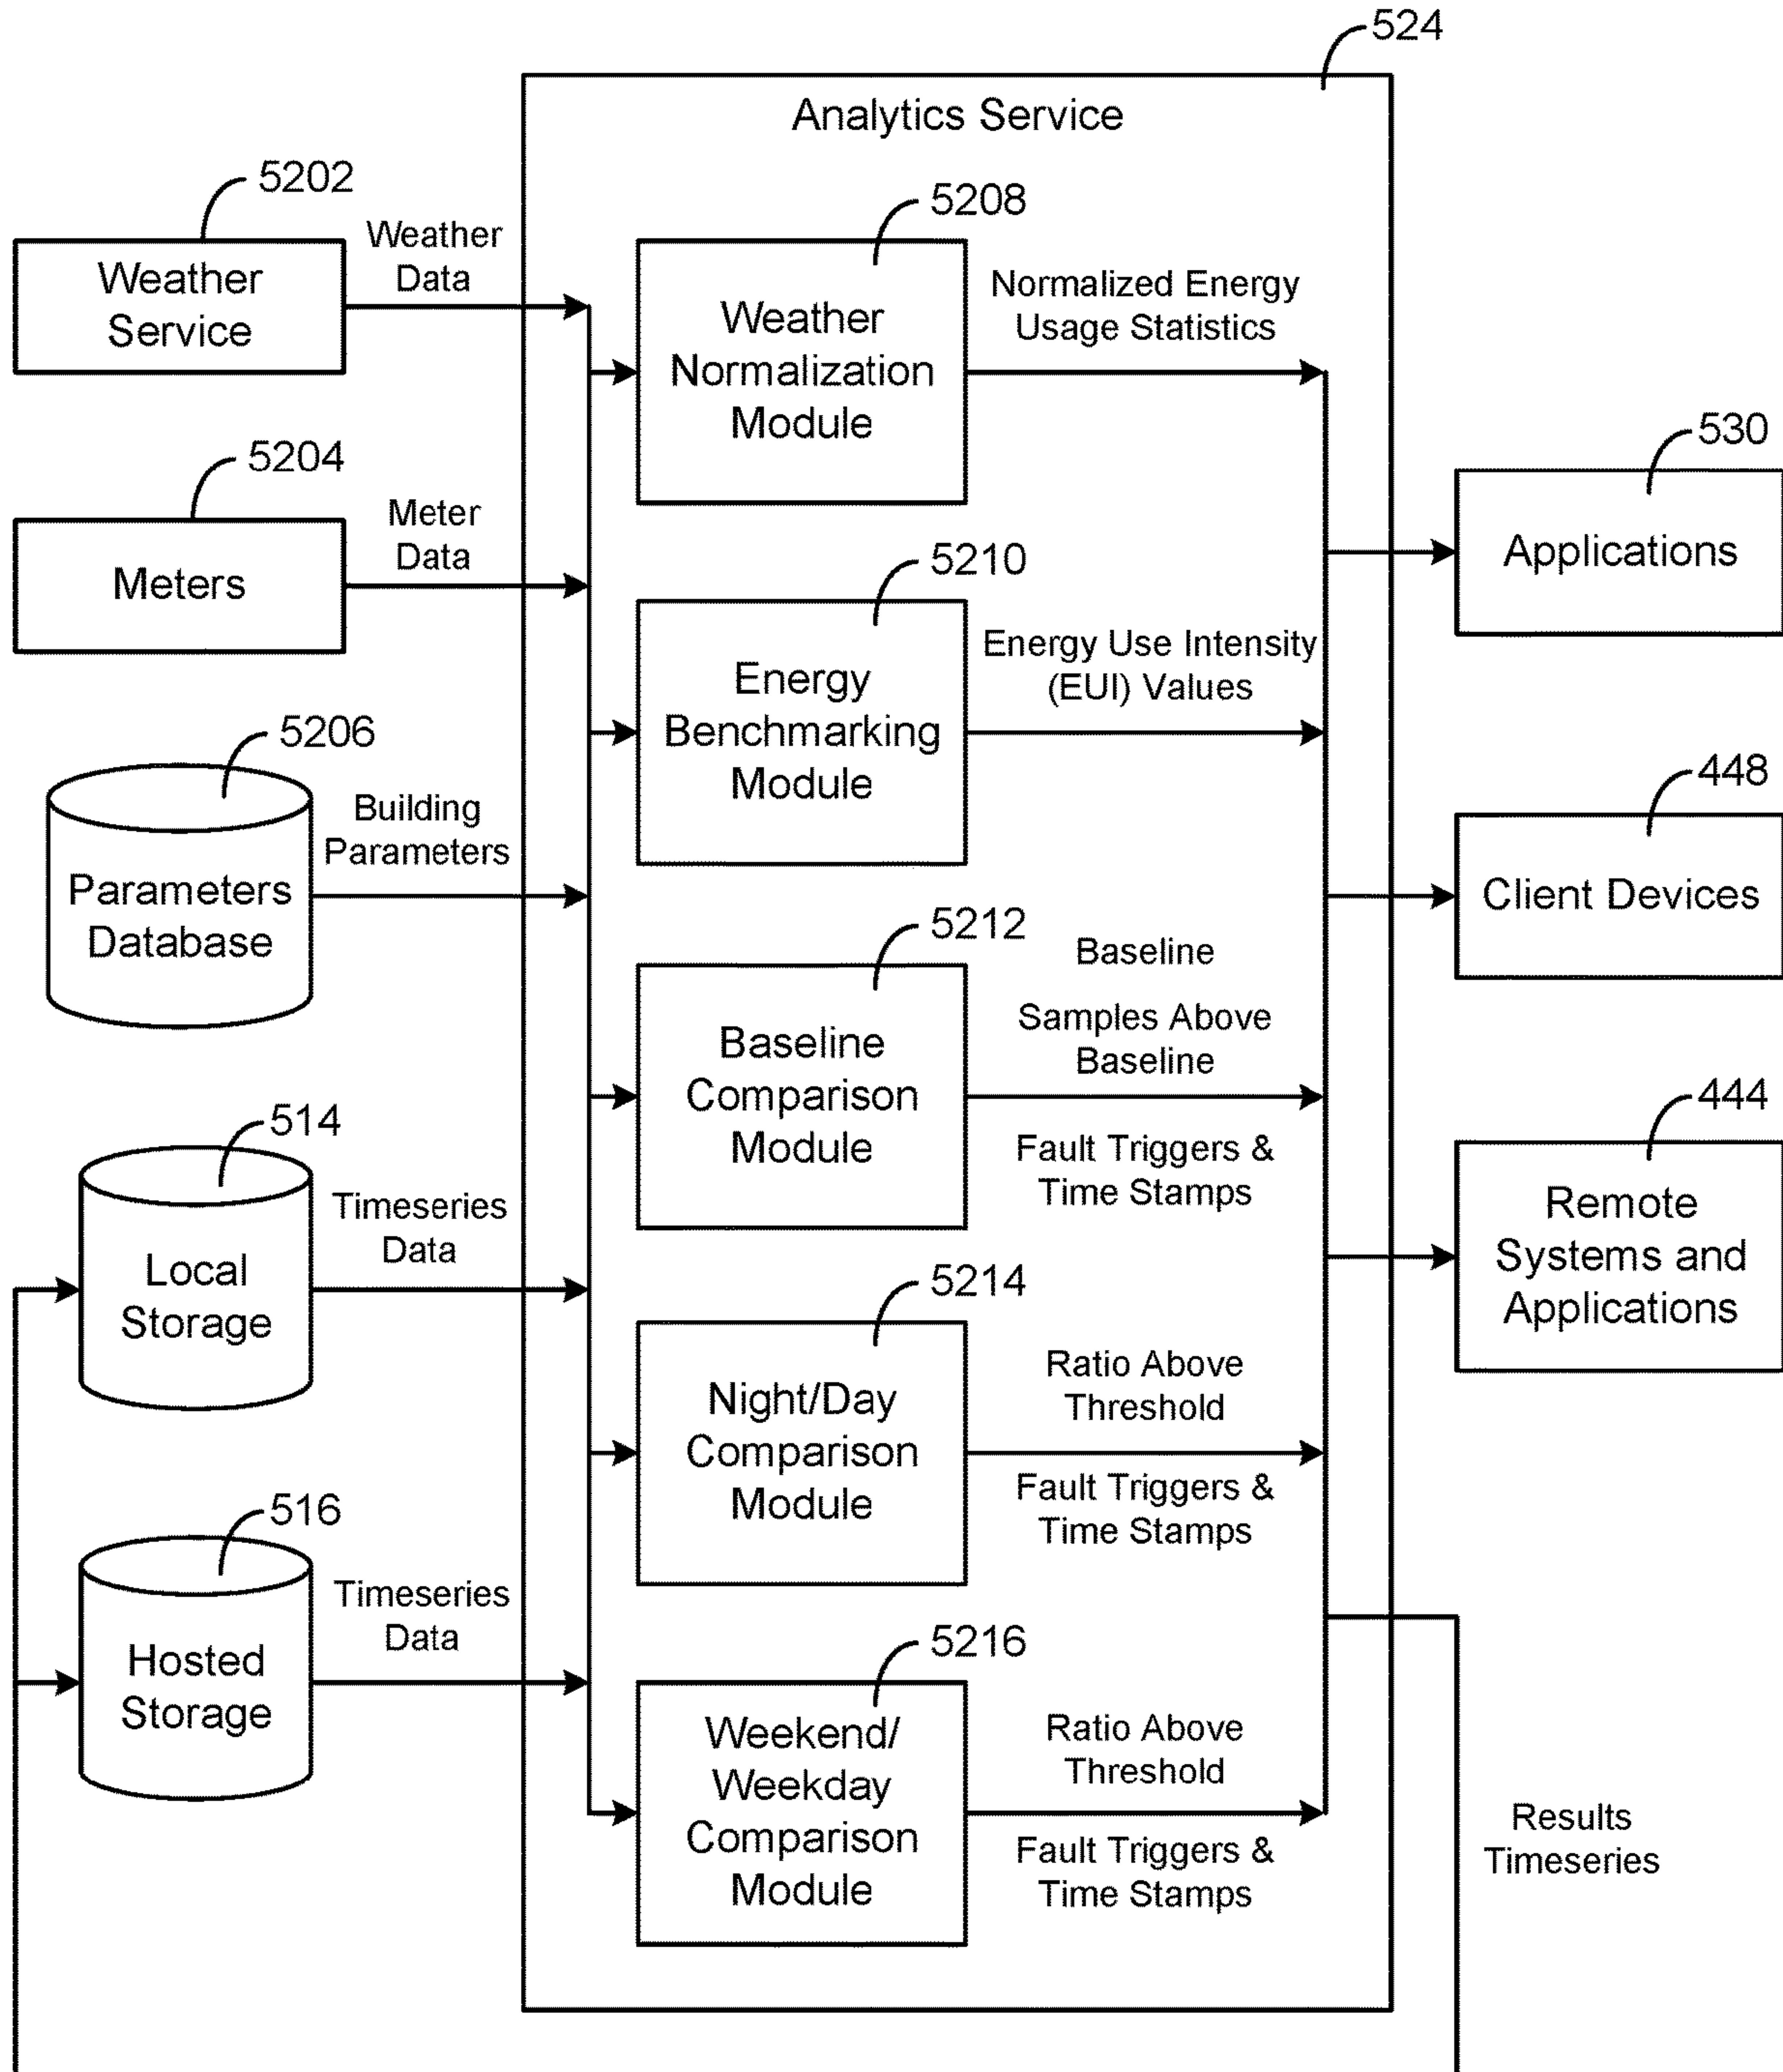 524
Analytics Service
5202
Weather
Service
Weather
Data
5204
Meters
Meter
Data
5206
Parameters
Database
Building
Parameters
514
Local
Storage
Timeseries
Data
516
Hosted
Storage
Timeseries
Data
5208
Weather
Normalization
Module
Normalized Energy
Usage Statistics
5210
Energy
Benchmarking
Module
Energy Use Intensity
(EUI) Values
5212
Baseline
Comparison
Module
Baseline
Samples Above
Baseline
Fault Triggers &
Time Stamps
5214
Night/Day
Comparison
Module
Ratio Above
Threshold
Fault Triggers &
Time Stamps
5216
Weekend/
Weekday
Comparison
Module
Ratio Above
Threshold
Fault Triggers &
Time Stamps
530
Applications
448
Client Devices
444
Remote
Systems and
Applications
Results
Timeseries